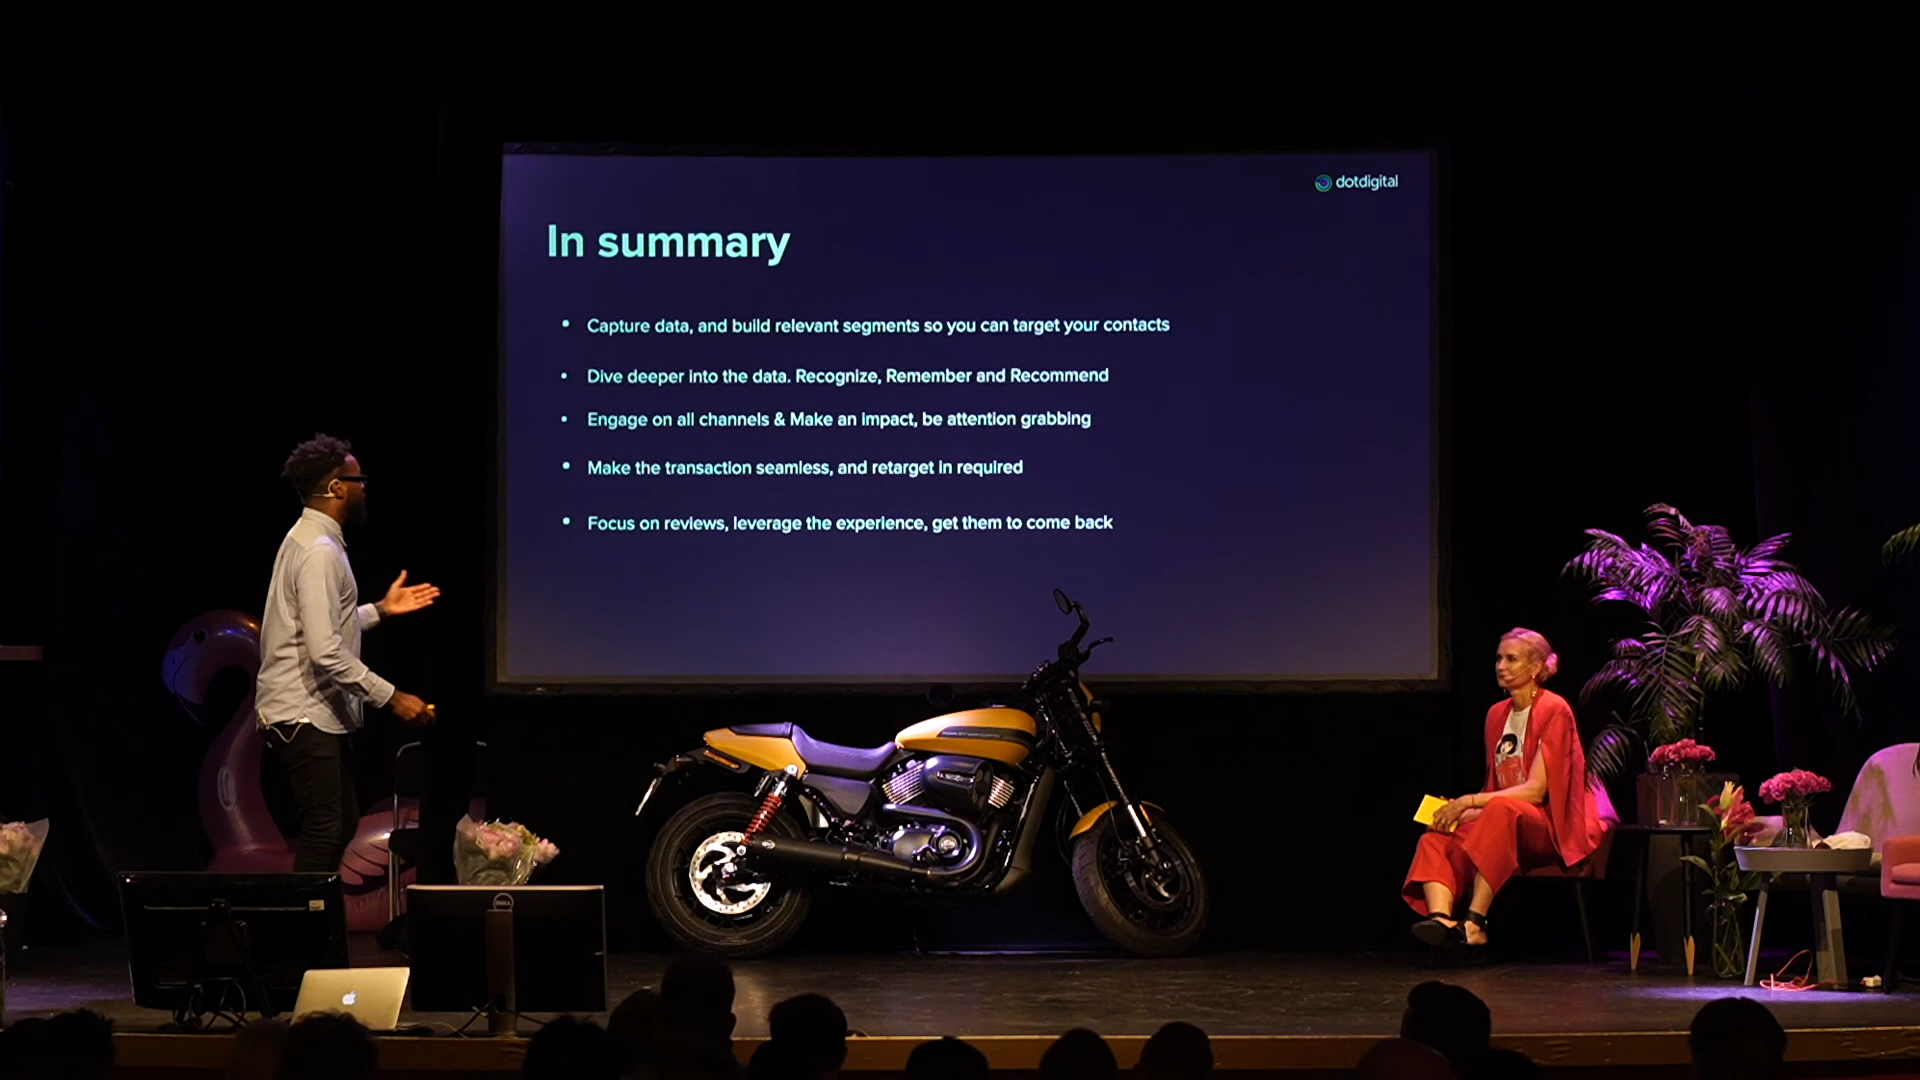 dotdigital
In summary
• Capture data, and build relevant segments so you can target your contacts
• Dive deeper into the data. Recognize, Remember and Recommend
• Engage on all channels & Make an impact, be attention grabbing
• Make the transaction seamless, and retarget in required
• Focus on reviews, leverage the experience, get them to come back
DELL